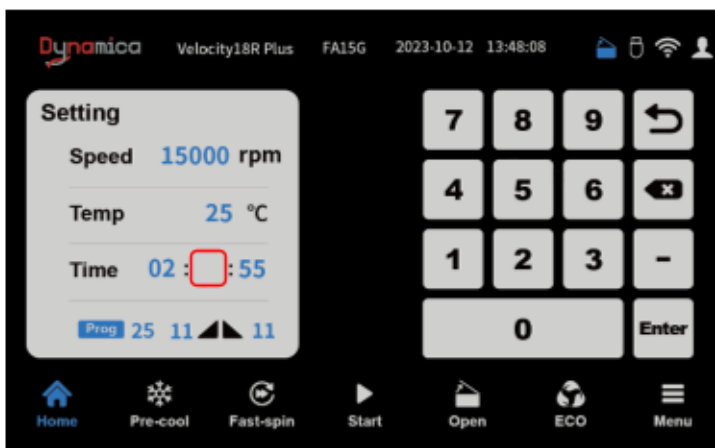 Dynamica Velocity18R Plus FA15G 2023-10-12 13:48:08
Setting
Speed 15000 rpm
Temp 25 °C
Time 02 : : 55
Prog 25 11 11
7 8 9
4 5 6
1 2 3 -
0 Enter
Home Pre-cool Fast-spin Start Open ECO Menu